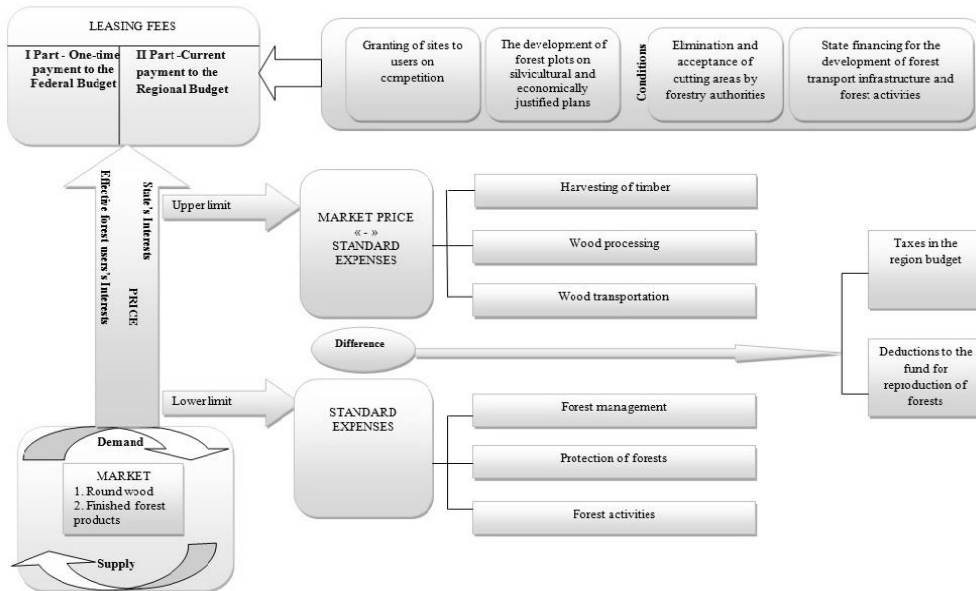 LEASING FEES
I Part - One-time
payment to the
Federal Budget
II Part -Current
payment to the
Regional Budget
Granting of sites to
users on
competition
The development of
forest plots on
silvicultural and
economically
justified plans
Conditions
Elimination and
acceptance of
cutting areas by
forestry authorities
State financing for the
development of forest
transport infrastructure and
forest activities
Effective forest users's Interests
State's Interests
PRICE
Upper limit
MARKET PRICE
« - »
STANDARD
EXPENSES
Harvesting of timber
Wood processing
Wood transportation
Difference
Taxes in the
region budget
Deductions to the
fund for
reproduction of
forests
Lower limit
STANDARD
EXPENSES
Forest management
Protection of forests
Forest activities
Demand
MARKET
1. Round wood
2. Finished forest
products
Supply